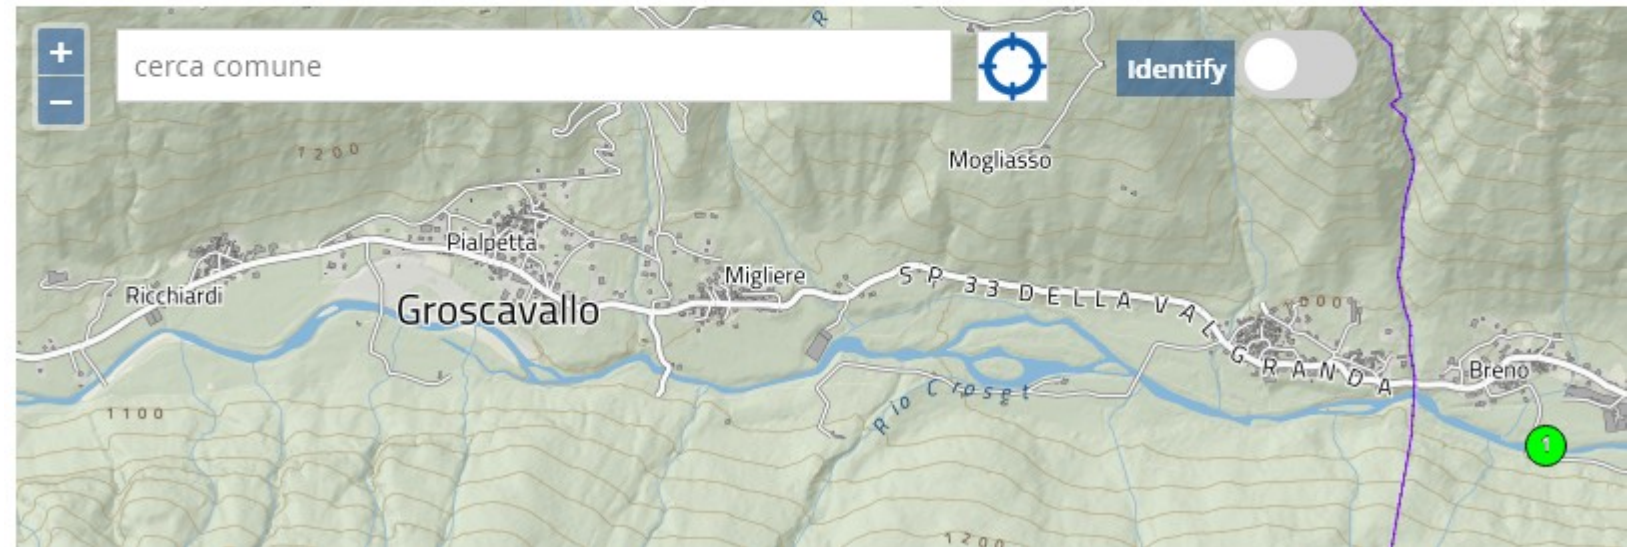 R
+
cerca comune
Identify
−
1200
Mogliasso
Pialpetta
Migliere
SP 33 DELLA VAL GRANDA
Ricchiardi
Groscavallo
1000
Breno
Rio Croset
1100
1
1200